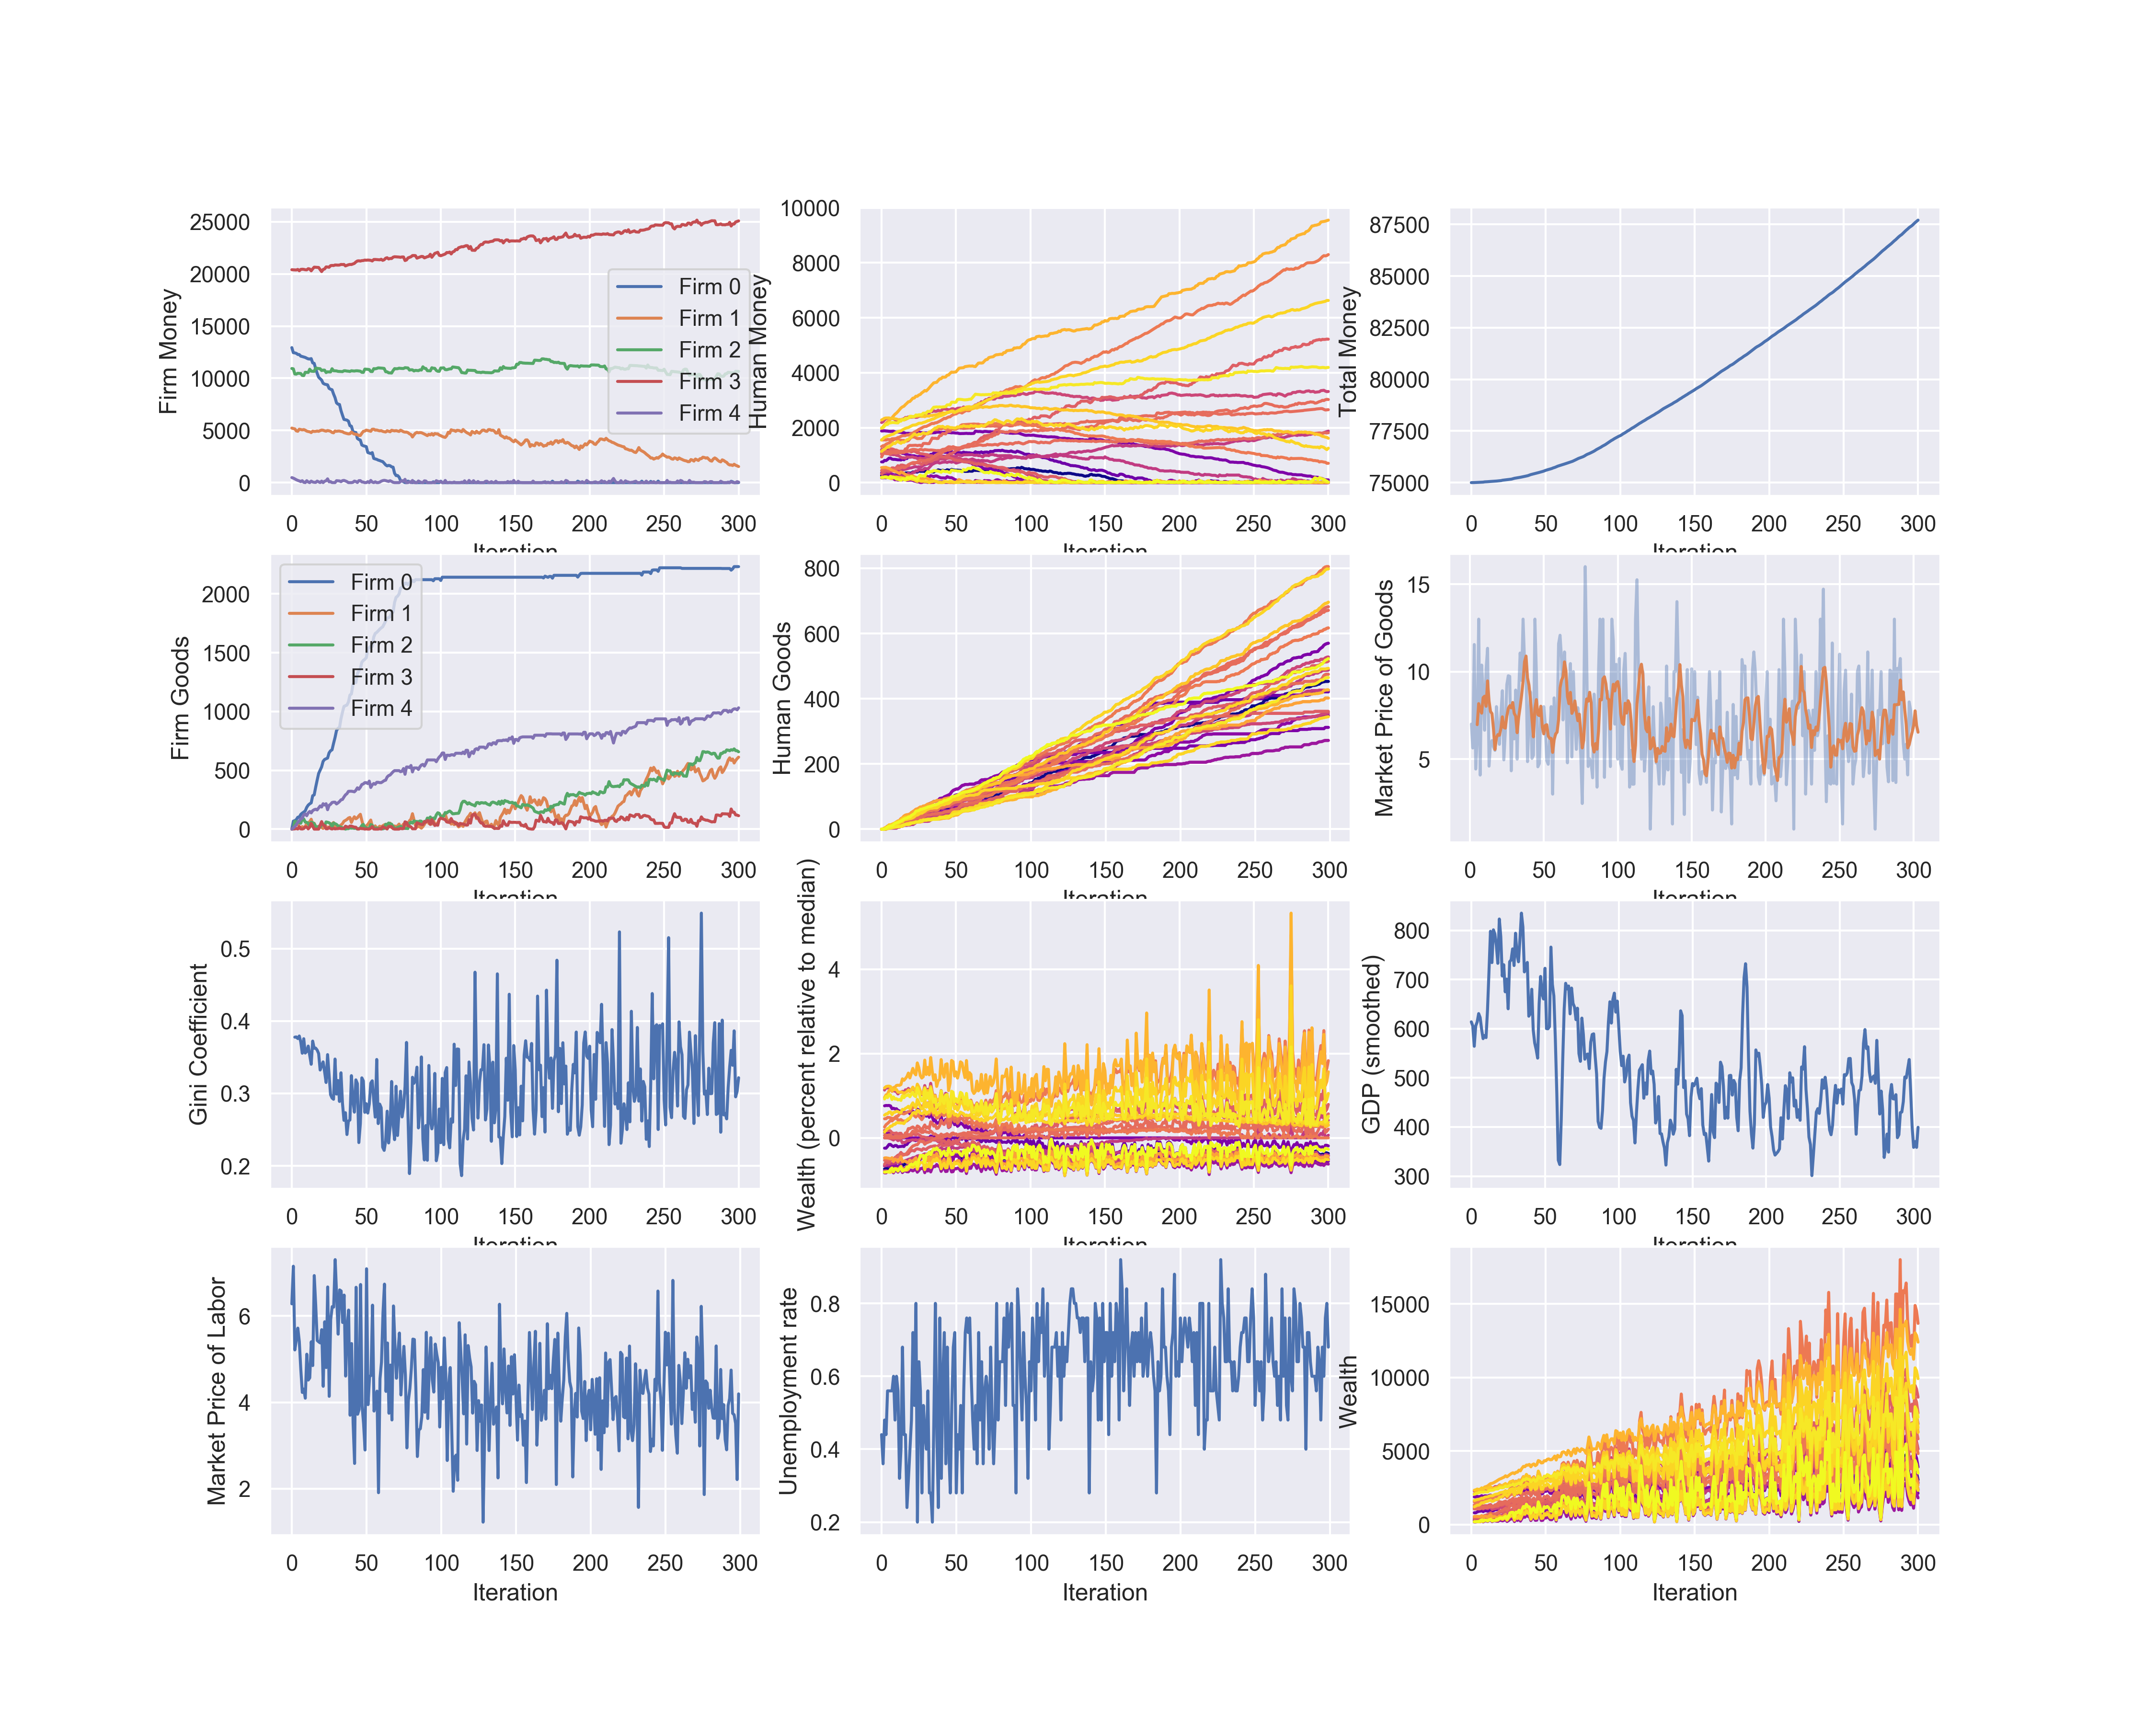 Firm Money
25000
20000
15000
10000
5000
0
0 50 100 150 200 250 300
Iteration
Firm 0
Firm 1
Firm 2
Firm 3
Firm 4
Human Money
10000
8000
6000
4000
2000
0
0 50 100 150 200 250 300
Iteration
Total Money
87500
85000
82500
80000
77500
75000
0 50 100 150 200 250 300
Iteration
Firm Goods
2000
1500
1000
500
0
0 50 100 150 200 250 300
Iteration
Firm 0
Firm 1
Firm 2
Firm 3
Firm 4
Human Goods
800
600
400
200
0
0 50 100 150 200 250 300
Iteration
Market Price of Goods
15
10
5
0 50 100 150 200 250 300
Iteration
Gini Coefficient
0.5
0.4
0.3
0.2
0 50 100 150 200 250 300
Iteration
Wealth (percent relative to median)
4
2
0
0 50 100 150 200 250 300
Iteration
GDP (smoothed)
800
700
600
500
400
300
0 50 100 150 200 250 300
Iteration
Market Price of Labor
6
4
2
0 50 100 150 200 250 300
Iteration
Unemployment rate
0.8
0.6
0.4
0.2
0 50 100 150 200 250 300
Iteration
Wealth
15000
10000
5000
0
0 50 100 150 200 250 300
Iteration